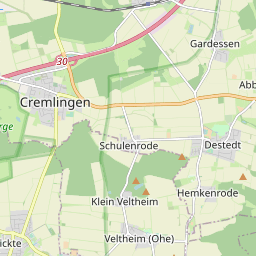 Gardessen
30
Abb
Cremlingen
rge
Schulenrode
Destedt
Hemkenrode
Klein Veltheim
Veltheim (Ohe)
ickte